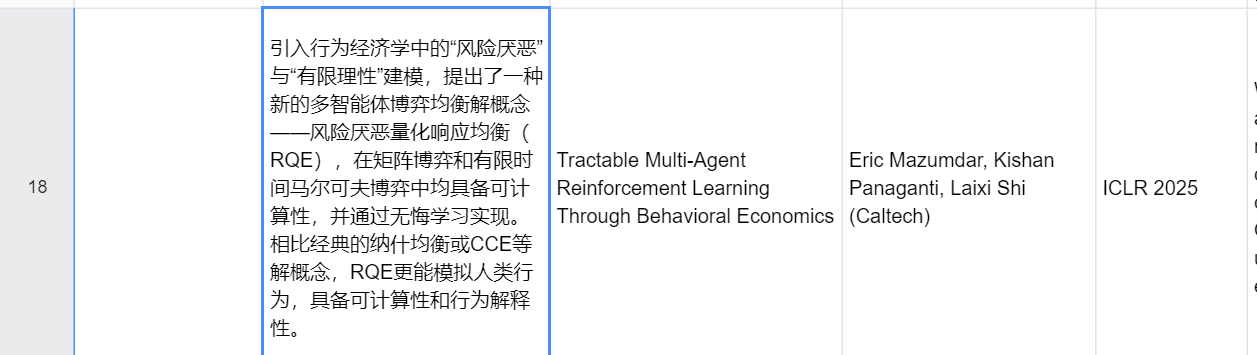 18
引入行为经济学中的“风险厌恶”
与“有限理性”建模，提出了一种
新的多智能体博弈均衡解概念
——风险厌恶量化响应均衡（
RQE），在矩阵博弈和有限时
间马尔可夫博弈中均具备可计
算性，并通过无悔学习实现。
相比经典的纳什均衡或CCE等
解概念，RQE更能模拟人类行
为，具备可计算性和行为解释
性。
Tractable Multi-Agent
Reinforcement Learning
Through Behavioral Economics
Eric Mazumdar, Kishan
Panaganti, Laixi Shi
(Caltech)
ICLR 2025